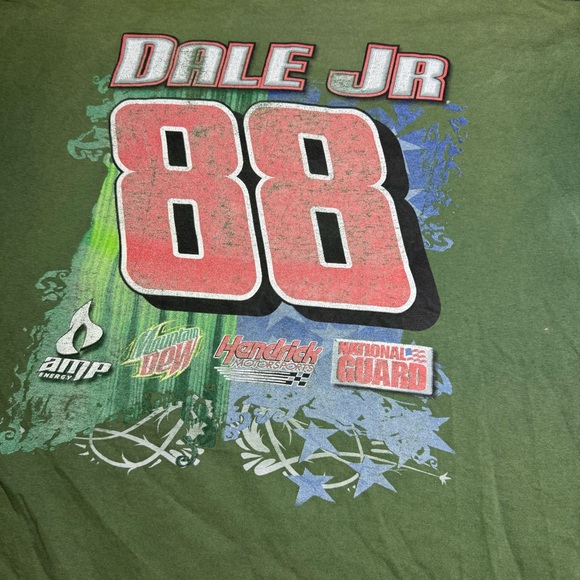 DALE JR
88
amp ENERGY
Mountain Dew
Hendrick MOTORSPORTS
NATIONAL GUARD